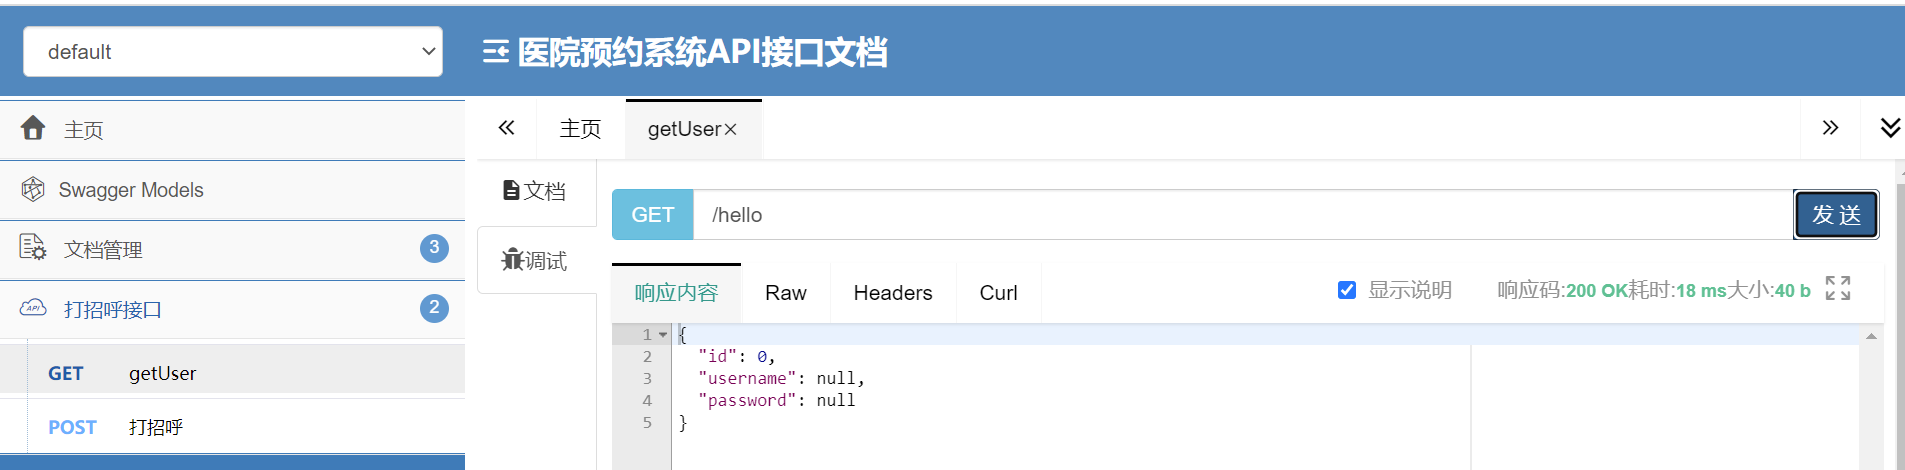 default
医院预约系统API接口文档
主页
Swagger Models
文档管理
3
API
打招呼接口
2
GET getUser
POST 打招呼
主页
getUser
文档
调试
GET /hello 发 送
响应内容 Raw Headers Curl
显示说明 响应码:200 OK耗时:18 ms大小:40 b
1 {
2 "id": 0,
3 "username": null,
4 "password": null
5 }